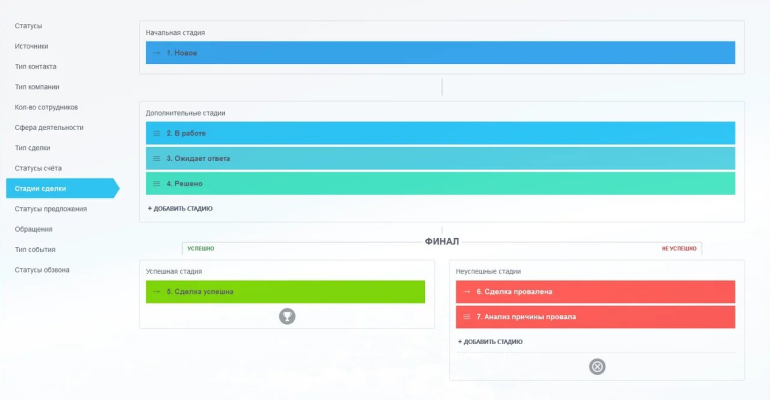 Статусы
Источники
Тип контакта
Тип компании
Кол-во сотрудников
Сфера деятельности
Тип сделки
Статусы счёта
Стадии сделки
Статусы предложения
Обращения
Тип события
Статусы обзвона
Начальная стадия
1. Новое
Дополнительные стадии
2. В работе
3. Ожидает ответа
4. Решено
+ ДОБАВИТЬ СТАДИЮ
ФИНАЛ
УСПЕШНО
НЕ УСПЕШНО
Успешная стадия
5. Сделка успешна
Неуспешные стадии
6. Сделка провалена
7. Анализ причины провала
+ ДОБАВИТЬ СТАДИЮ